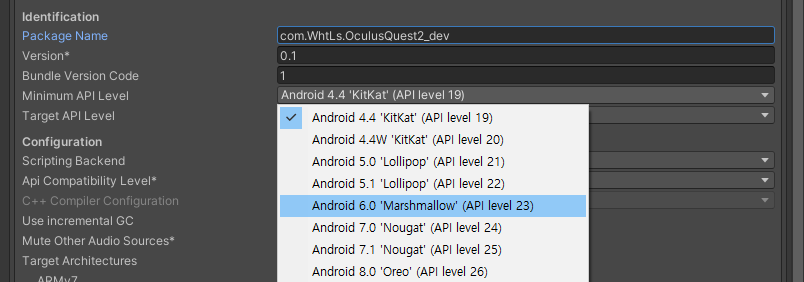 Identification
Package Name com.WhtLs.OculusQuest2_dev
Version* 0.1
Bundle Version Code 1
Minimum API Level Android 4.4 'KitKat' (API level 19)
Target API Level Android 4.4 'KitKat' (API level 19)
Android 4.4W 'KitKat' (API level 20)
Configuration
Scripting Backend Android 5.0 'Lollipop' (API level 21)
Api Compatibility Level* Android 5.1 'Lollipop' (API level 22)
C++ Compiler Configuration Android 6.0 'Marshmallow' (API level 23)
Use incremental GC Android 7.0 'Nougat' (API level 24)
Mute Other Audio Sources* Android 7.1 'Nougat' (API level 25)
Target Architectures Android 8.0 'Oreo' (API level 26)
ARMv7